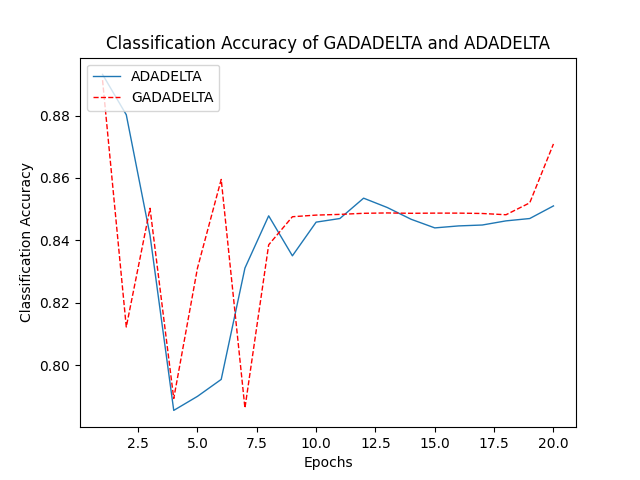 Classification Accuracy of GADADELTA and ADADELTA
ADADELTA
GADADELTA
Classification Accuracy
0.88
0.86
0.84
0.82
0.80
2.5 5.0 7.5 10.0 12.5 15.0 17.5 20.0
Epochs